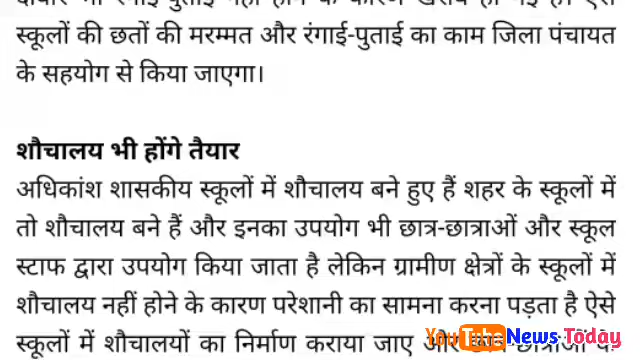 स्कूलों की छतों की मरम्मत और रंगाई-पुताई का काम जिला पंचायत
के सहयोग से किया जाएगा।
शौचालय भी होंगे तैयार
अधिकांश शासकीय स्कूलों में शौचालय बने हुए हैं शहर के स्कूलों में
तो शौचालय बने हैं और इनका उपयोग भी छात्र-छात्राओं और स्कूल
स्टाफ द्वारा उपयोग किया जाता है लेकिन ग्रामीण क्षेत्रों के स्कूलों में
शौचालय नहीं होने के कारण परेशानी का सामना करना पड़ता है ऐसे
स्कूलों में शौचालयों का निर्माण कराया जाए और
YouTube News Today